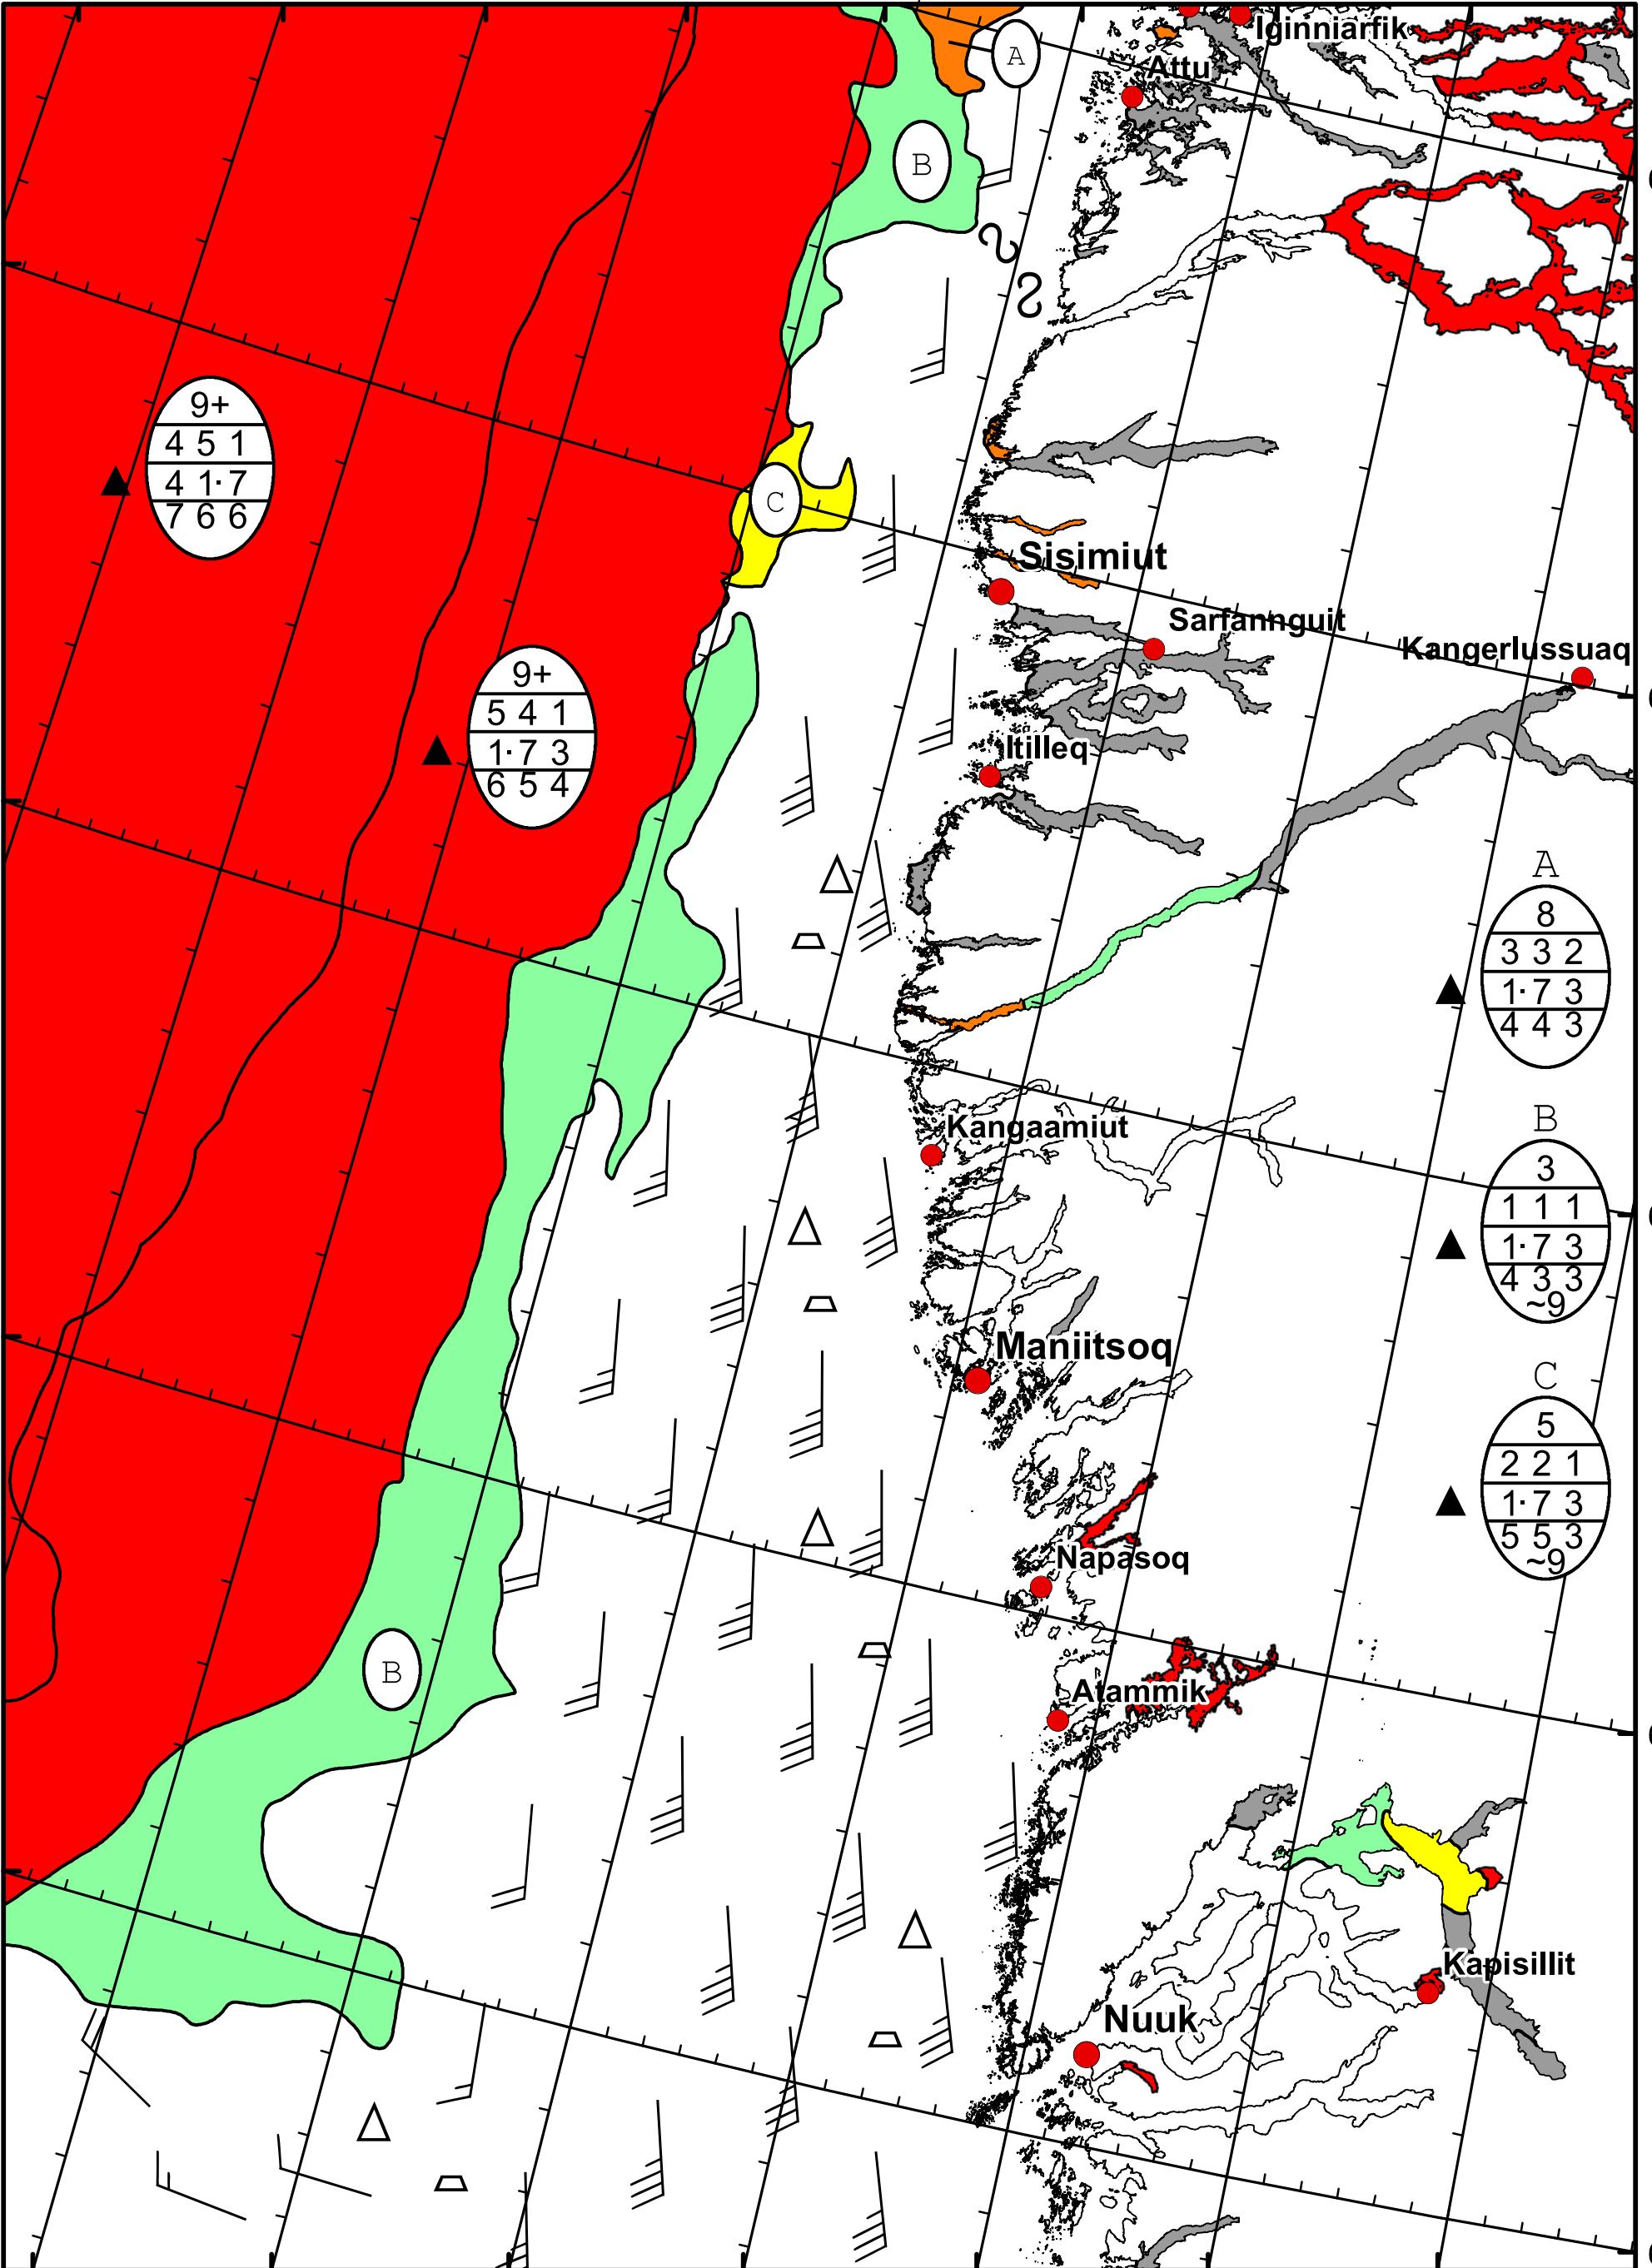 Iginniarfik
A
Attu
B
9+
4 5 1
4 1· 7
7 6 6
C
Sisimiut
Sarfannguit
Kangerlussuaq
9+
5 4 1
1· 7 3
6 5 4
Itilleq
A
8
3 3 2
1· 7 3
4 4 3
Kangaamiut
B
3
1 1 1
1· 7 3
4 3 3
~9
Maniitsoq
C
5
2 2 1
1· 7 3
5 5 3
~9
Napasoq
B
Atammik
Kapisillit
Nuuk